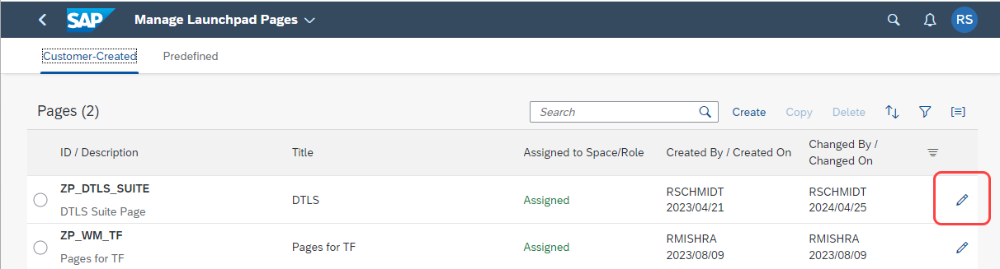 SAP Manage Launchpad Pages RS
Customer-Created Predefined
Pages (2) Search Create Copy Delete
ID / Description Title Assigned to Space/Role Created By / Created On Changed By /
Changed On
ZP_DTLS_SUITE DTLS Assigned RSCHMIDT RSCHMIDT
DTLS Suite Page 2023/04/21 2024/04/25
ZP_WM_TF Pages for TF Assigned RMISHRA RMISHRA
Pages for TF 2023/08/09 2023/08/09